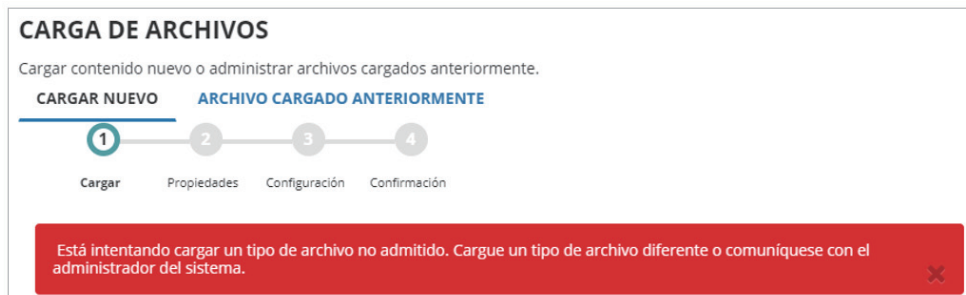 CARGA DE ARCHIVOS
Cargar contenido nuevo o administrar archivos cargados anteriormente.
CARGAR NUEVO ARCHIVO CARGADO ANTERIORMENTE
1 2 3 4
Cargar Propiedades Configuración Confirmación
Está intentando cargar un tipo de archivo no admitido. Cargue un tipo de archivo diferente o comuníquese con el
administrador del sistema.